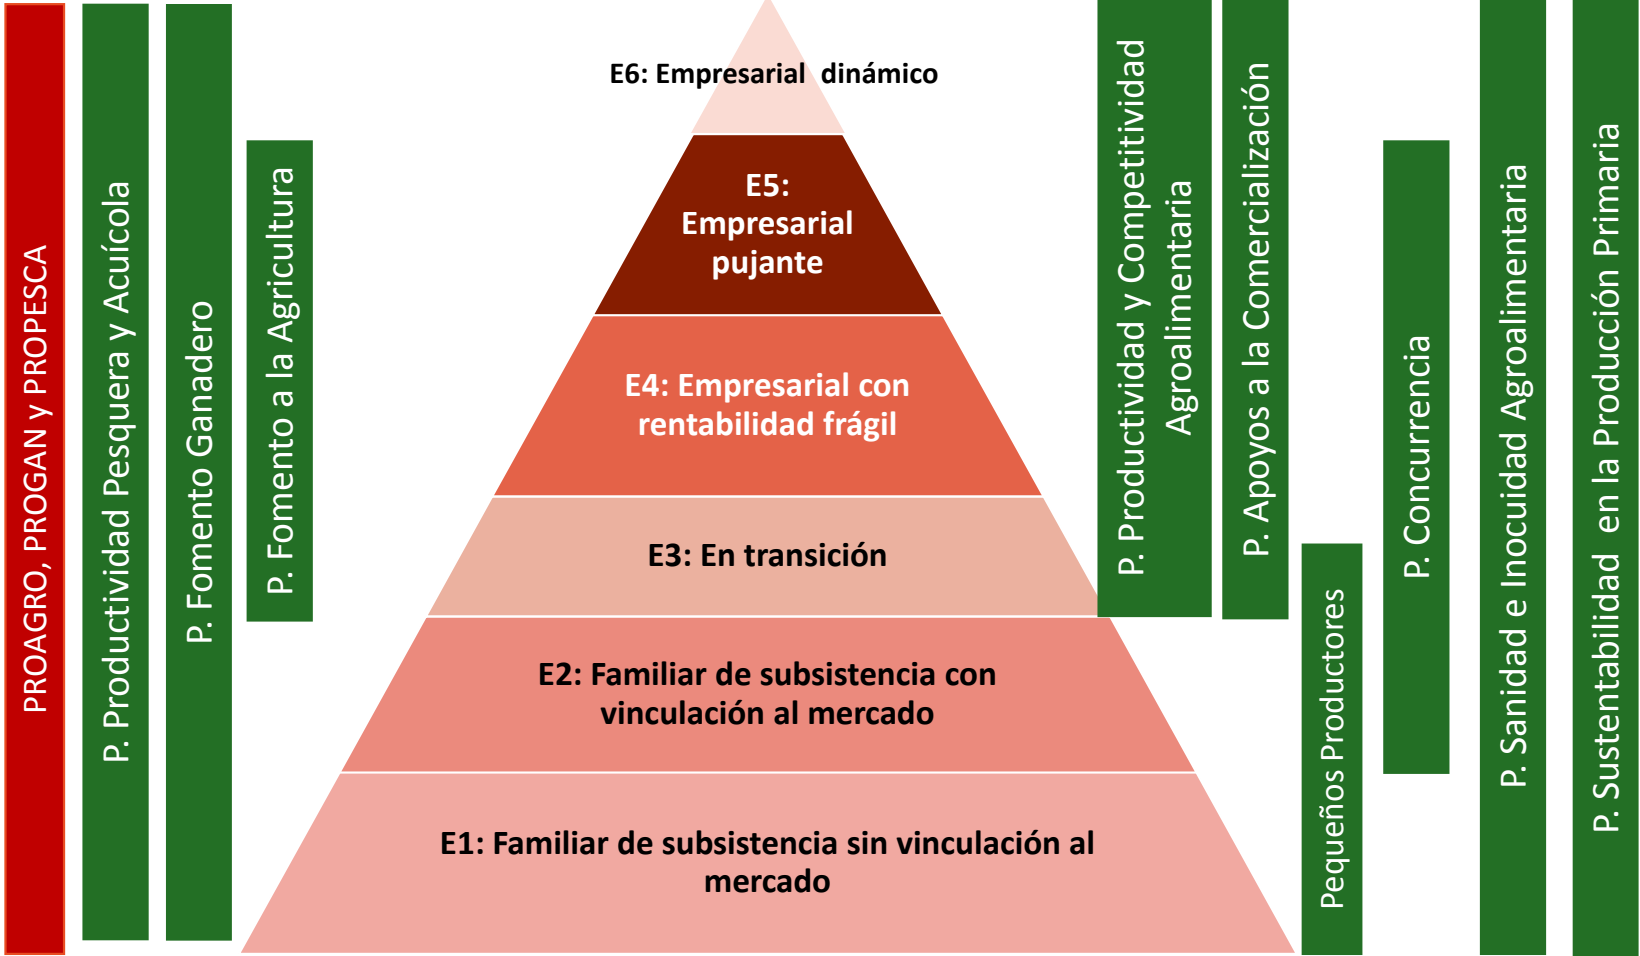 PROAGRO, PROGAN y PROPESCA
P. Productividad Pesquera y Acuícola
P. Fomento Ganadero
P. Fomento a la Agricultura
E6: Empresarial dinámico
E5:
Empresarial
pujante
E4: Empresarial con
rentabilidad frágil
E3: En transición
E2: Familiar de subsistencia con
vinculación al mercado
E1: Familiar de subsistencia sin vinculación al
mercado
P. Productividad y Competitividad
Agroalimentaria
P. Apoyos a la Comercialización
Pequeños Productores
P. Concurrencia
P. Sanidad e Inocuidad Agroalimentaria
P. Sustentabilidad en la Producción Primaria